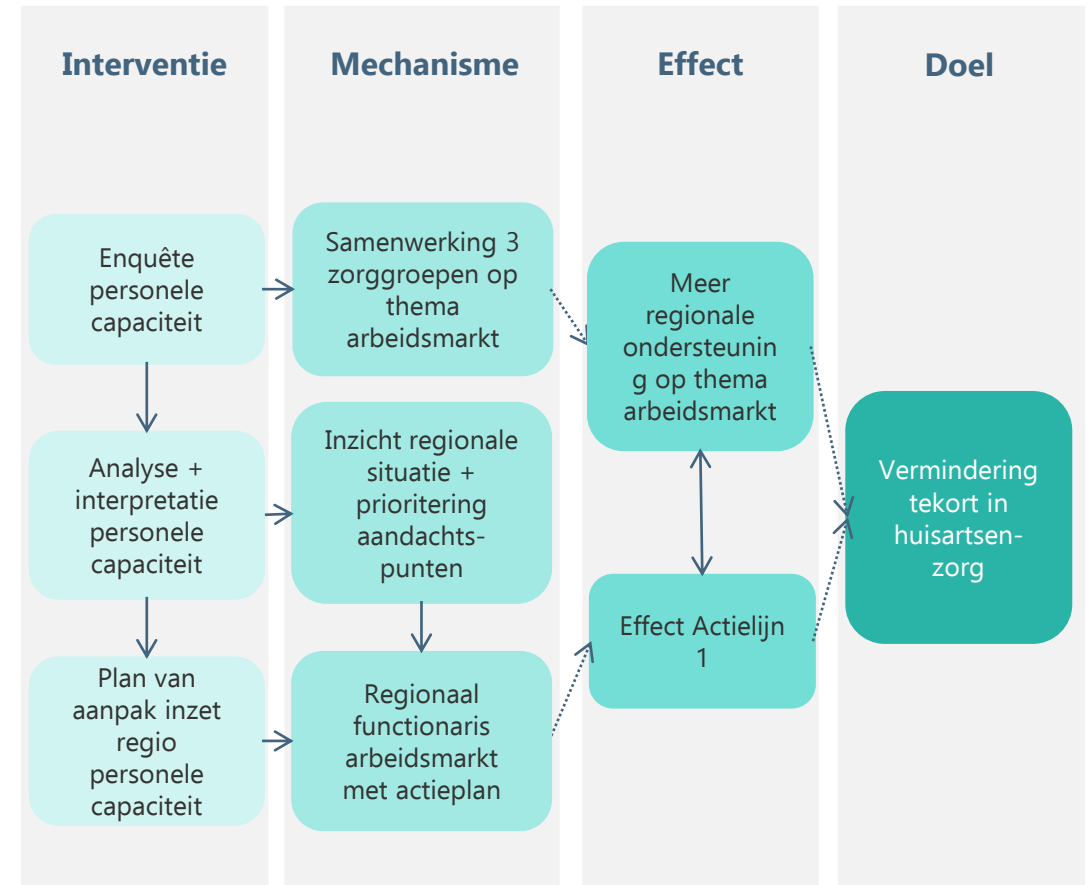 Interventie
Mechanisme
Effect
Doel
Enquête
personele
capaciteit
Samenwerking 3
zorggroepen op
thema
arbeidsmarkt
Meer
regionale
ondersteunin
g op thema
arbeidsmarkt
Analyse +
interpretatie
personele
capaciteit
Inzicht regionale
situatie +
prioritering
aandachts-
punten
Vermindering
tekort in
huisartsen-
zorg
Effect Actielijn
1
Plan van
aanpak inzet
regio
personele
capaciteit
Regionaal
functionaris
arbeidsmarkt
met actieplan